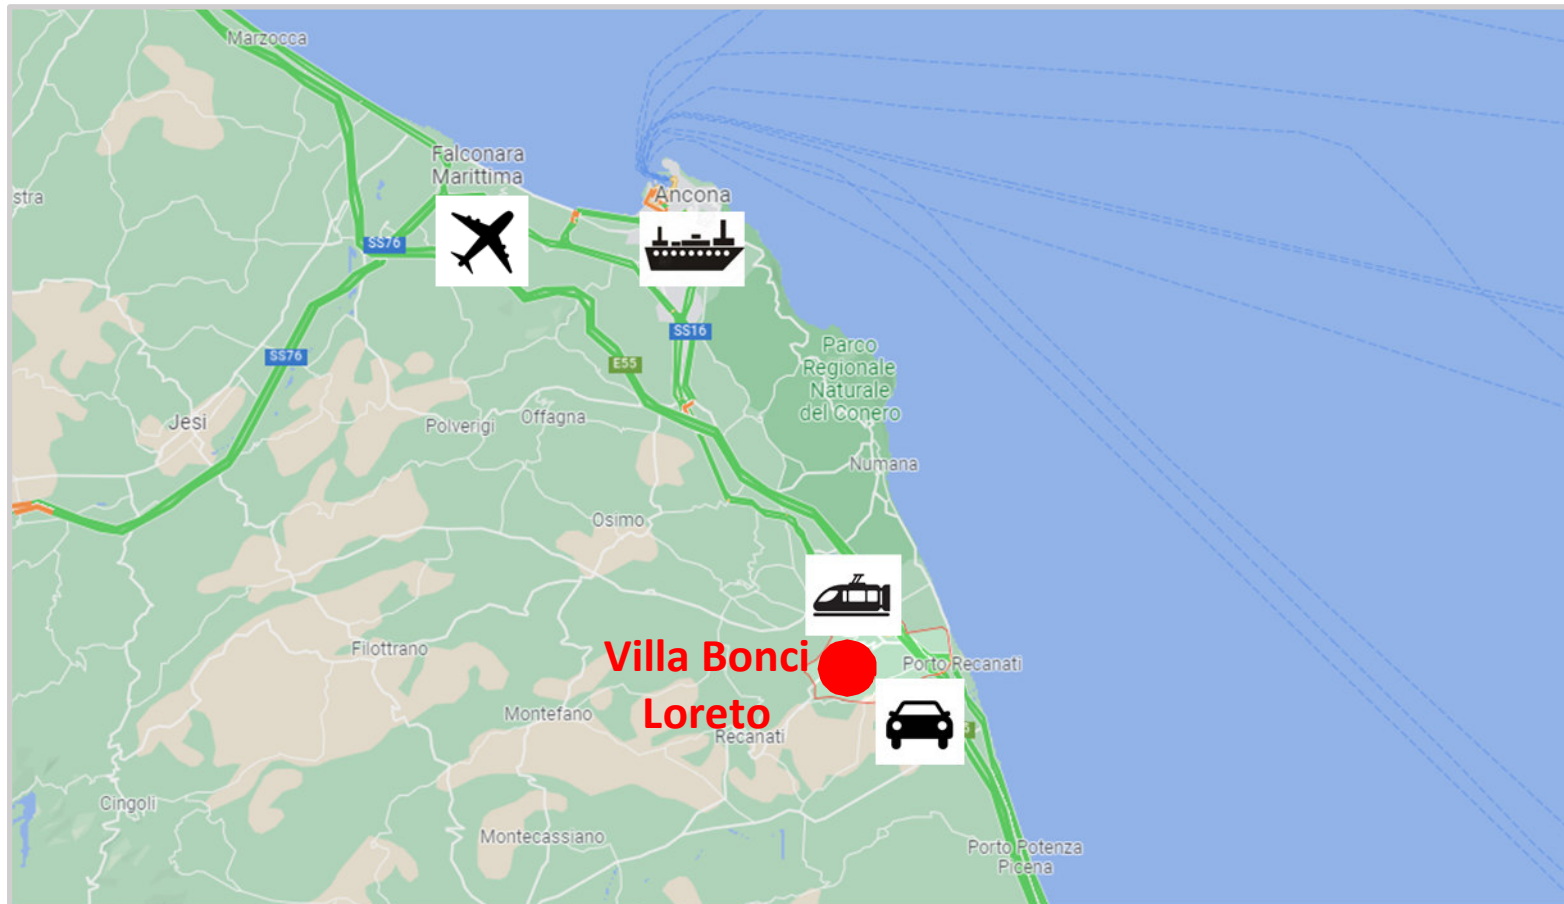 Marzocca
Falconara
Marittima
stra
Ancona
SS76
SS16
Parco
Regionale
Naturale
del Conero
SS76
E55
Jesi
Polverigi
Offagna
Numana
Osimo
Filottrano
Villa Bonci
Loreto
Porto Recanati
Montefano
Recanati
Cingoli
Montecassiano
Porto Potenza
Picena